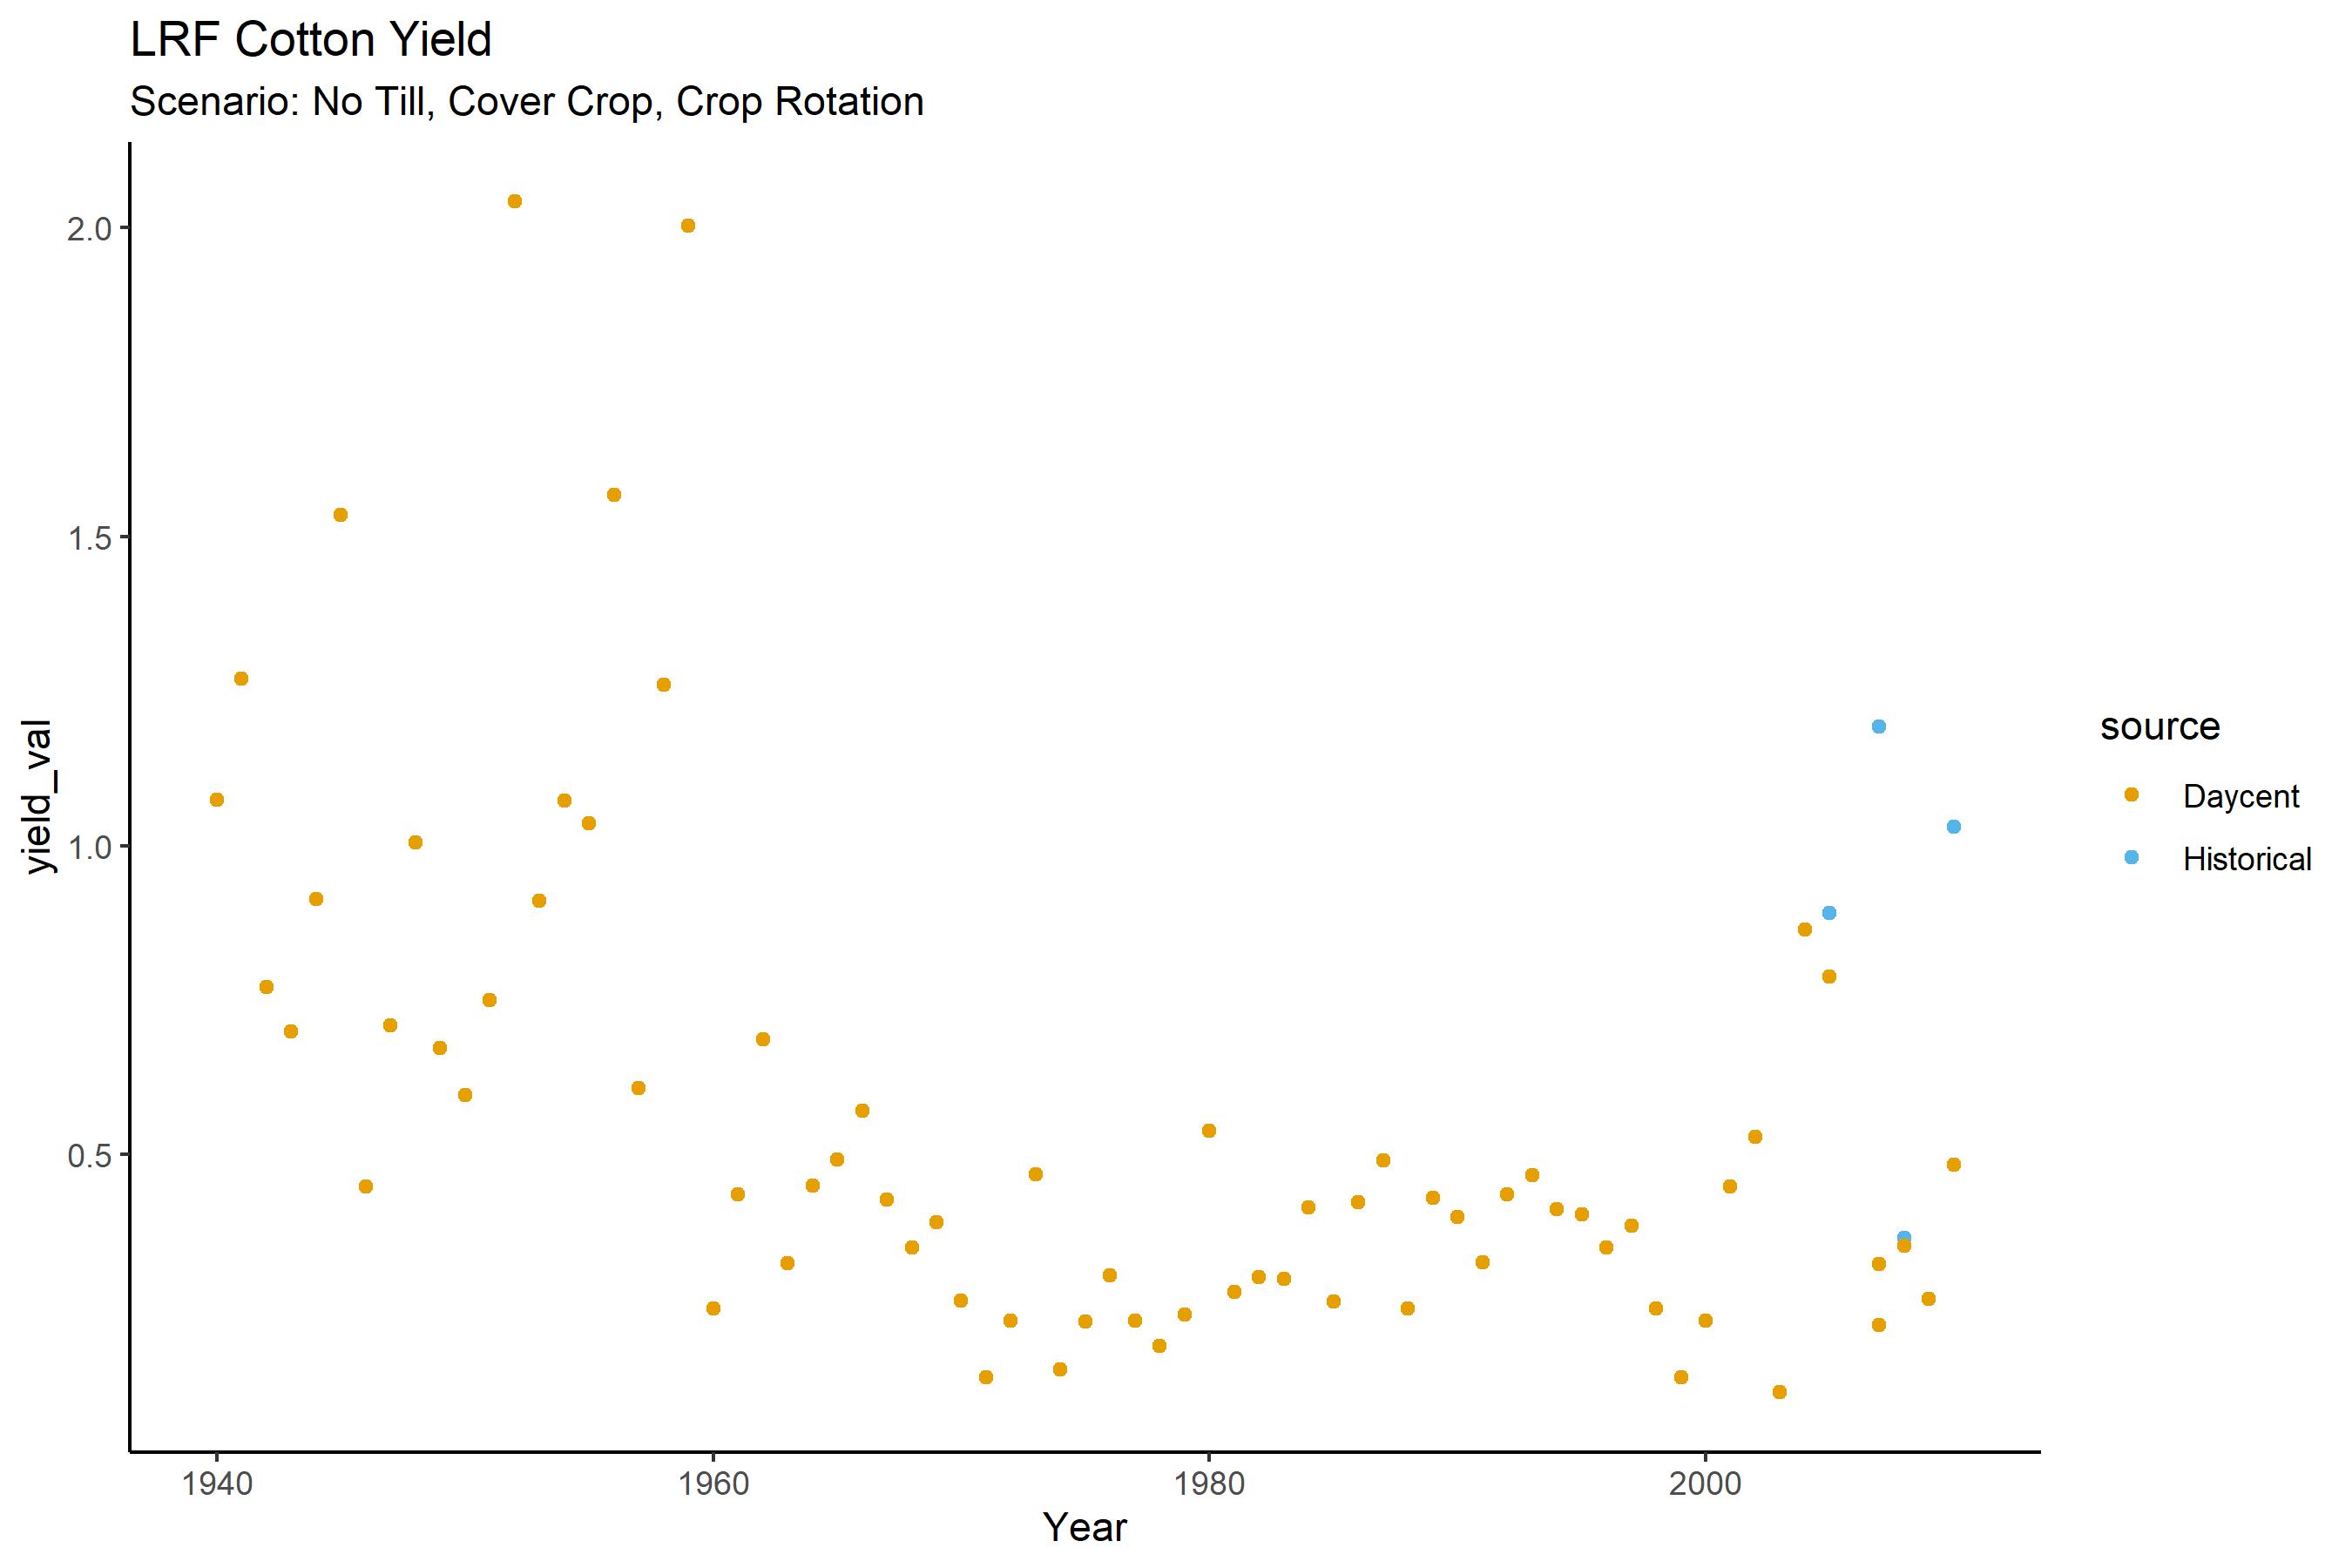 LRF Cotton Yield
Scenario: No Till, Cover Crop, Crop Rotation
yield_val
2.0
1.5
1.0
0.5
1940
1960
1980
2000
Year
source
Daycent
Historical